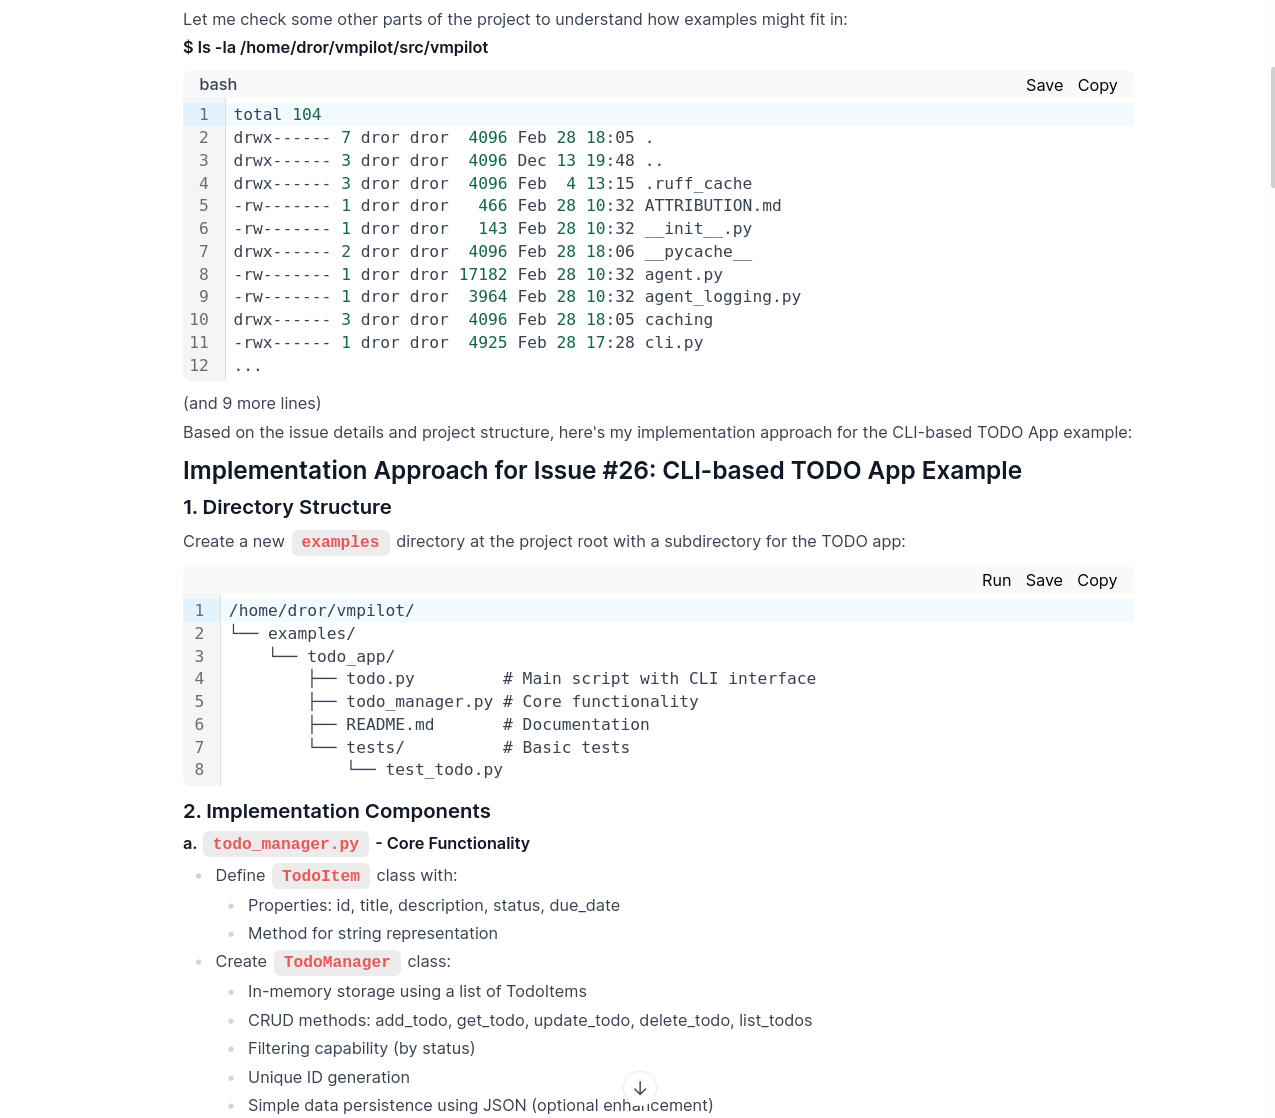 Let me check some other parts of the project to understand how examples might fit in:
$ ls -la /home/dror/vmpilot/src/vmpilot
bash Save Copy
1 total 104
2 drwx------ 7 dror dror  4096 Feb 28 18:05 .
3 drwx------ 3 dror dror  4096 Dec 13 19:48 ..
4 drwx------ 3 dror dror  4096 Feb  4 13:15 .ruff_cache
5 -rw------- 1 dror dror   466 Feb 28 10:32 ATTRIBUTION.md
6 -rw------- 1 dror dror   143 Feb 28 10:32 __init__.py
7 drwx------ 2 dror dror  4096 Feb 28 18:06 __pycache__
8 -rw------- 1 dror dror 17182 Feb 28 10:32 agent.py
9 -rw------- 1 dror dror  3964 Feb 28 10:32 agent_logging.py
10 drwx------ 3 dror dror  4096 Feb 28 18:05 caching
11 -rwx------ 1 dror dror  4925 Feb 28 17:28 cli.py
12 ...
(and 9 more lines)
Based on the issue details and project structure, here's my implementation approach for the CLI-based TODO App example:
Implementation Approach for Issue #26: CLI-based TODO App Example
1. Directory Structure
Create a new examples directory at the project root with a subdirectory for the TODO app:
Run Save Copy
1 /home/dror/vmpilot/
2 └── examples/
3     └── todo_app/
4         ├── todo.py         # Main script with CLI interface
5         ├── todo_manager.py # Core functionality
6         ├── README.md       # Documentation
7         └── tests/          # Basic tests
8             └── test_todo.py
2. Implementation Components
a. todo_manager.py - Core Functionality
• Define TodoItem class with:
• Properties: id, title, description, status, due_date
• Method for string representation
• Create TodoManager class:
• In-memory storage using a list of TodoItems
• CRUD methods: add_todo, get_todo, update_todo, delete_todo, list_todos
• Filtering capability (by status)
• Unique ID generation
• Simple data persistence using JSON (optional enhancement)